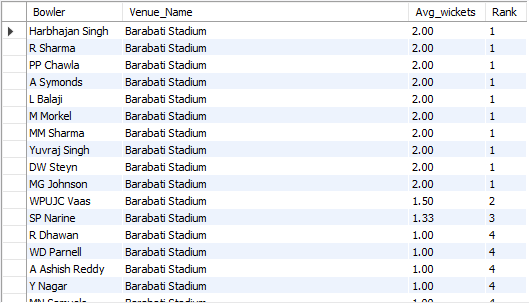 Bowler Venue_Name Avg_wickets Rank
Harbhajan Singh Barabati Stadium 2.00 1
R Sharma Barabati Stadium 2.00 1
PP Chawla Barabati Stadium 2.00 1
A Symonds Barabati Stadium 2.00 1
L Balaji Barabati Stadium 2.00 1
M Morkel Barabati Stadium 2.00 1
MM Sharma Barabati Stadium 2.00 1
Yuvraj Singh Barabati Stadium 2.00 1
DW Steyn Barabati Stadium 2.00 1
MG Johnson Barabati Stadium 2.00 1
WPUJC Vaas Barabati Stadium 1.50 2
SP Narine Barabati Stadium 1.33 3
R Dhawan Barabati Stadium 1.00 4
WD Parnell Barabati Stadium 1.00 4
A Ashish Reddy Barabati Stadium 1.00 4
Y Nagar Barabati Stadium 1.00 4
Barabati Stadium 1.00 4